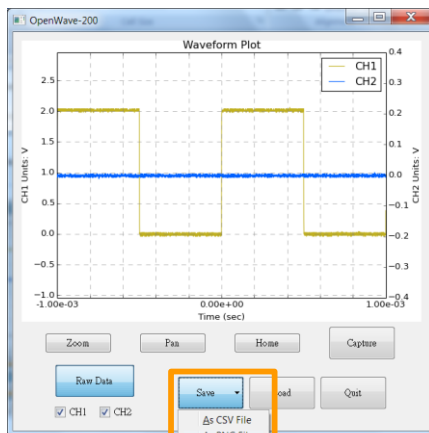 OpenWave-200
Waveform Plot
CH1
CH2
2.5
2.0
1.5
1.0
0.5
0.0
−0.5
−1.0
CH1 Units: V
0.4
0.3
0.2
0.1
0.0
−0.1
−0.2
−0.3
−0.4
CH2 Units: V
-1.00e-03 0.00e+00 1.00e-03
Time (sec)
Zoom Pan Home Capture
Raw Data Save oad Quit
CH1 CH2
As CSV File